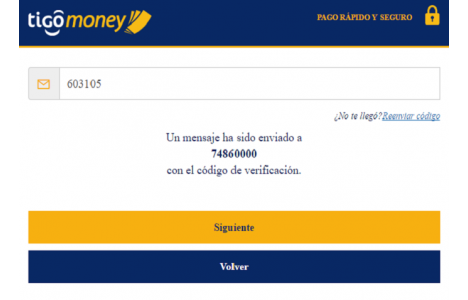 tigô money
PAGO RÁPIDO Y SEGURO
603105
¿No te llegó?Reenviar código
Un mensaje ha sido enviado a
74860000
con el código de verificación.
Siguiente
Volver